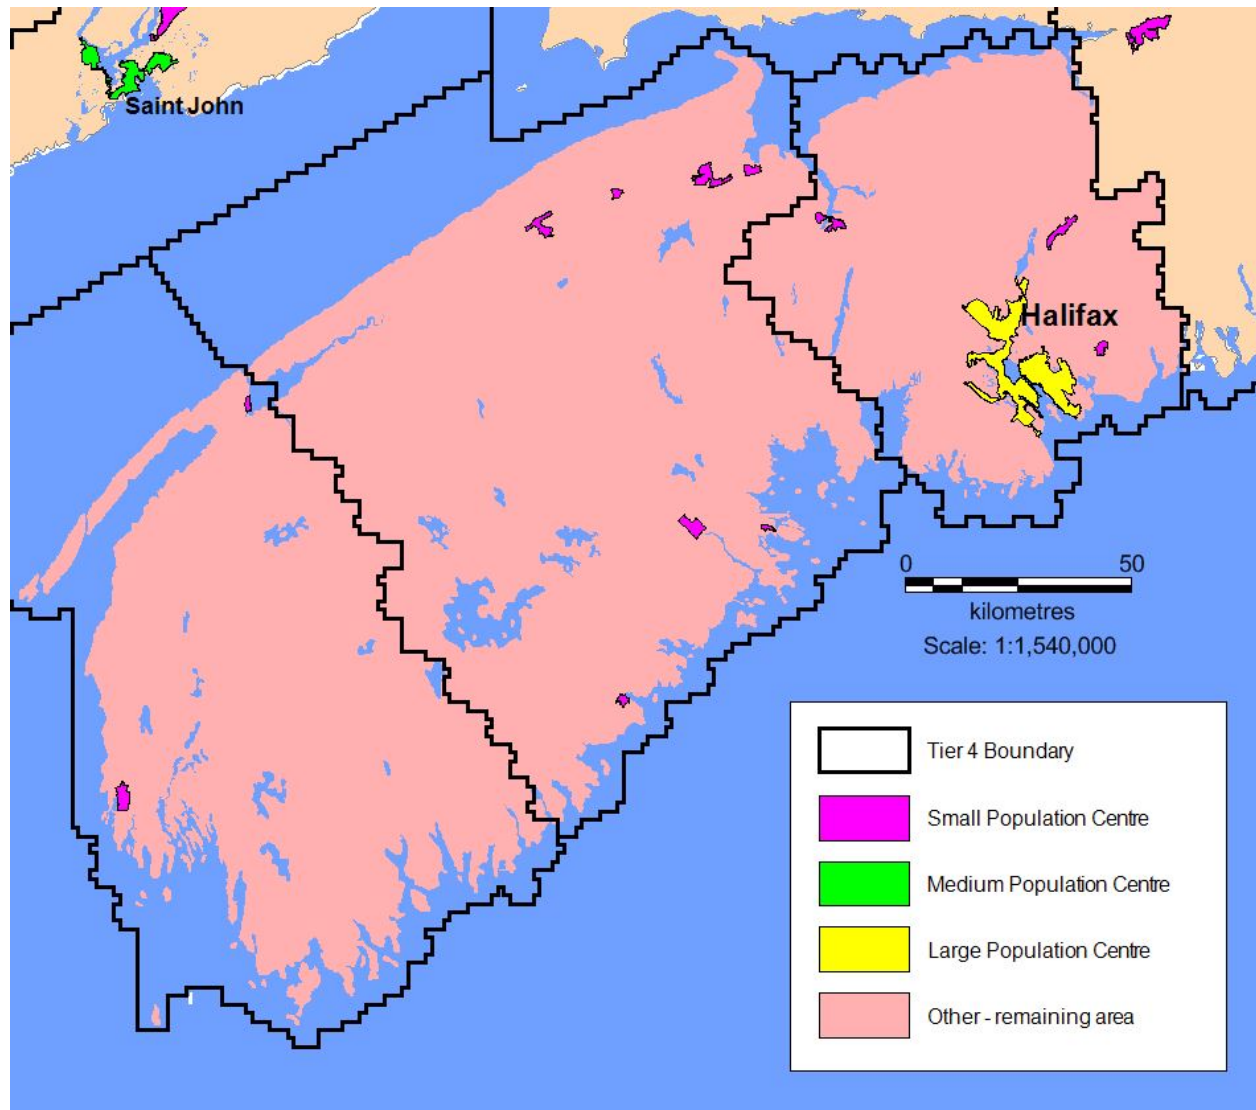 Saint John
Halifax
0 50
kilometres
Scale: 1:1,540,000
Tier 4 Boundary
Small Population Centre
Medium Population Centre
Large Population Centre
Other - remaining area